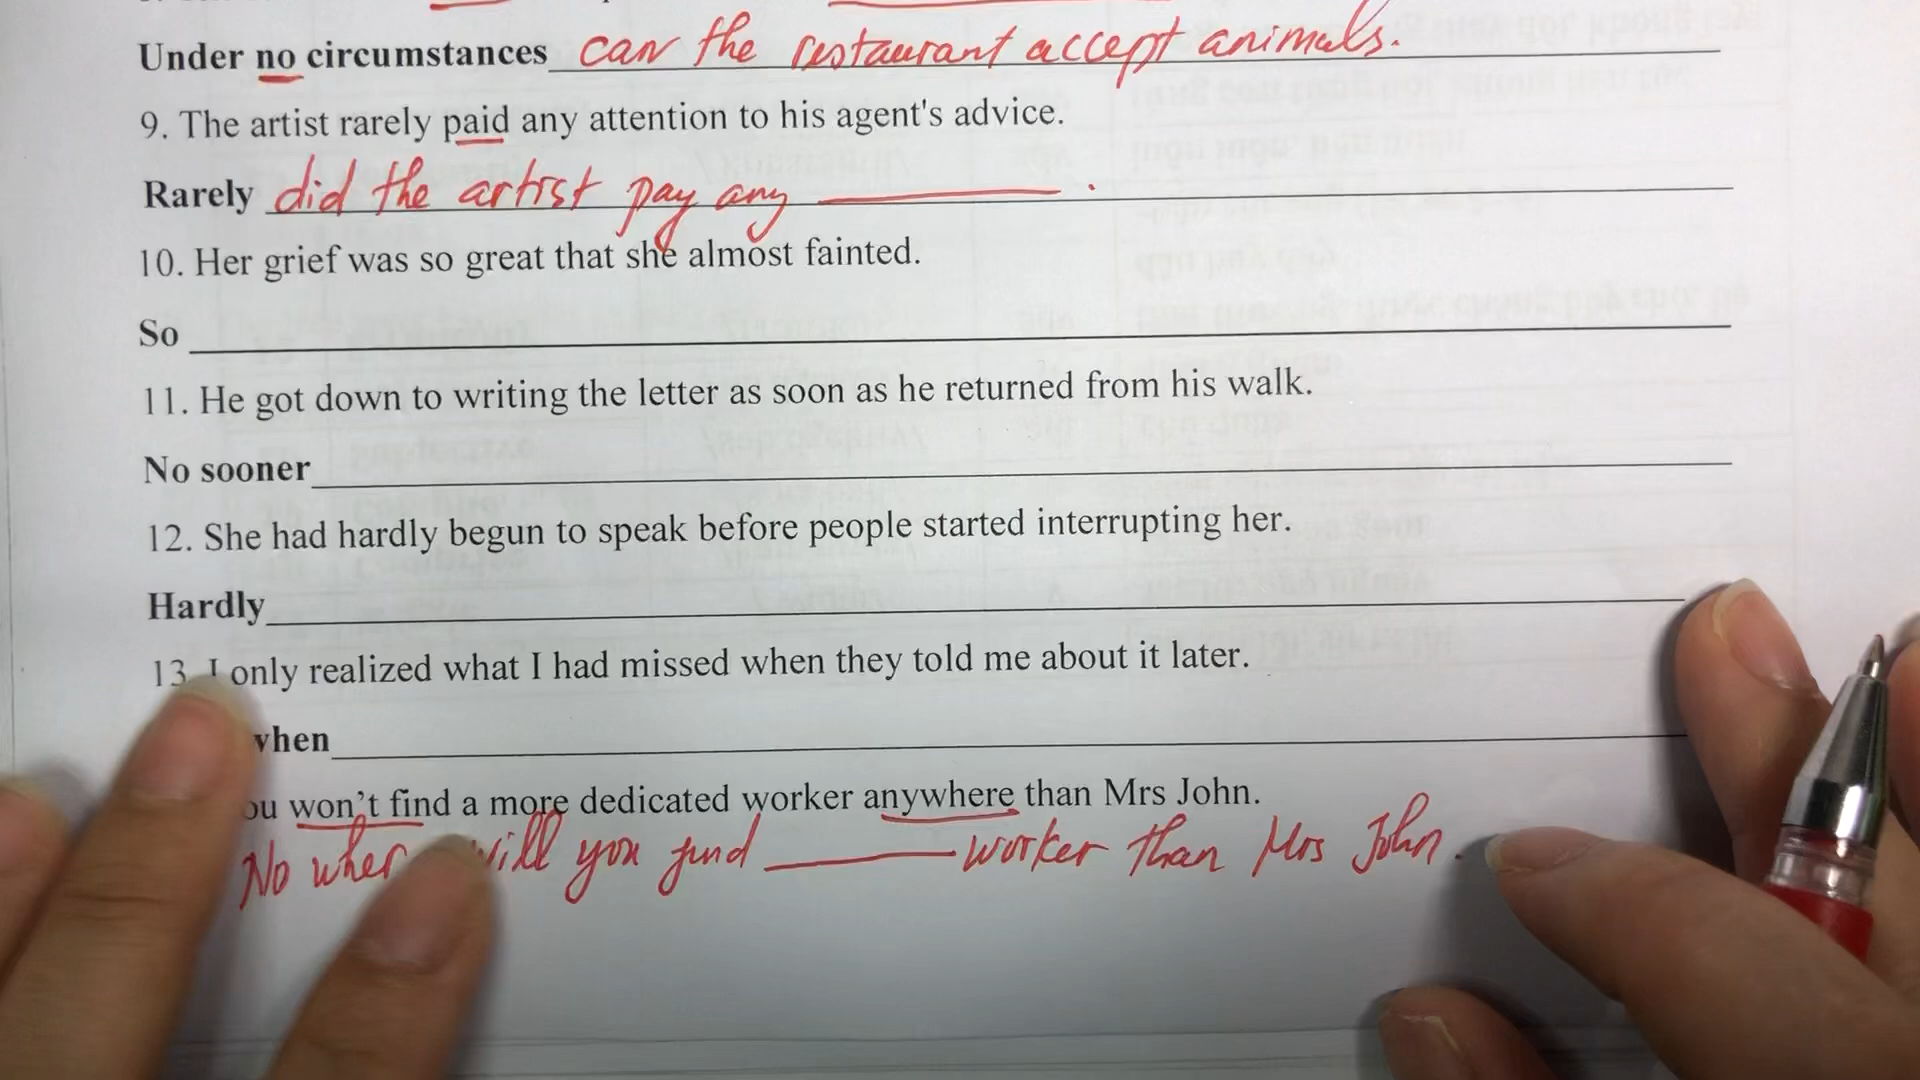 Under no circumstances can the restaurant accept animals.
9. The artist rarely paid any attention to his agent's advice.
Rarely did the artist pay any ———.
10. Her grief was so great that she almost fainted.
So
11. He got down to writing the letter as soon as he returned from his walk.
No sooner
12. She had hardly begun to speak before people started interrupting her.
Hardly
13. I only realized what I had missed when they told me about it later.
when
ou won't find a more dedicated worker anywhere than Mrs John.
No wher will you find ——— worker than Mrs John.